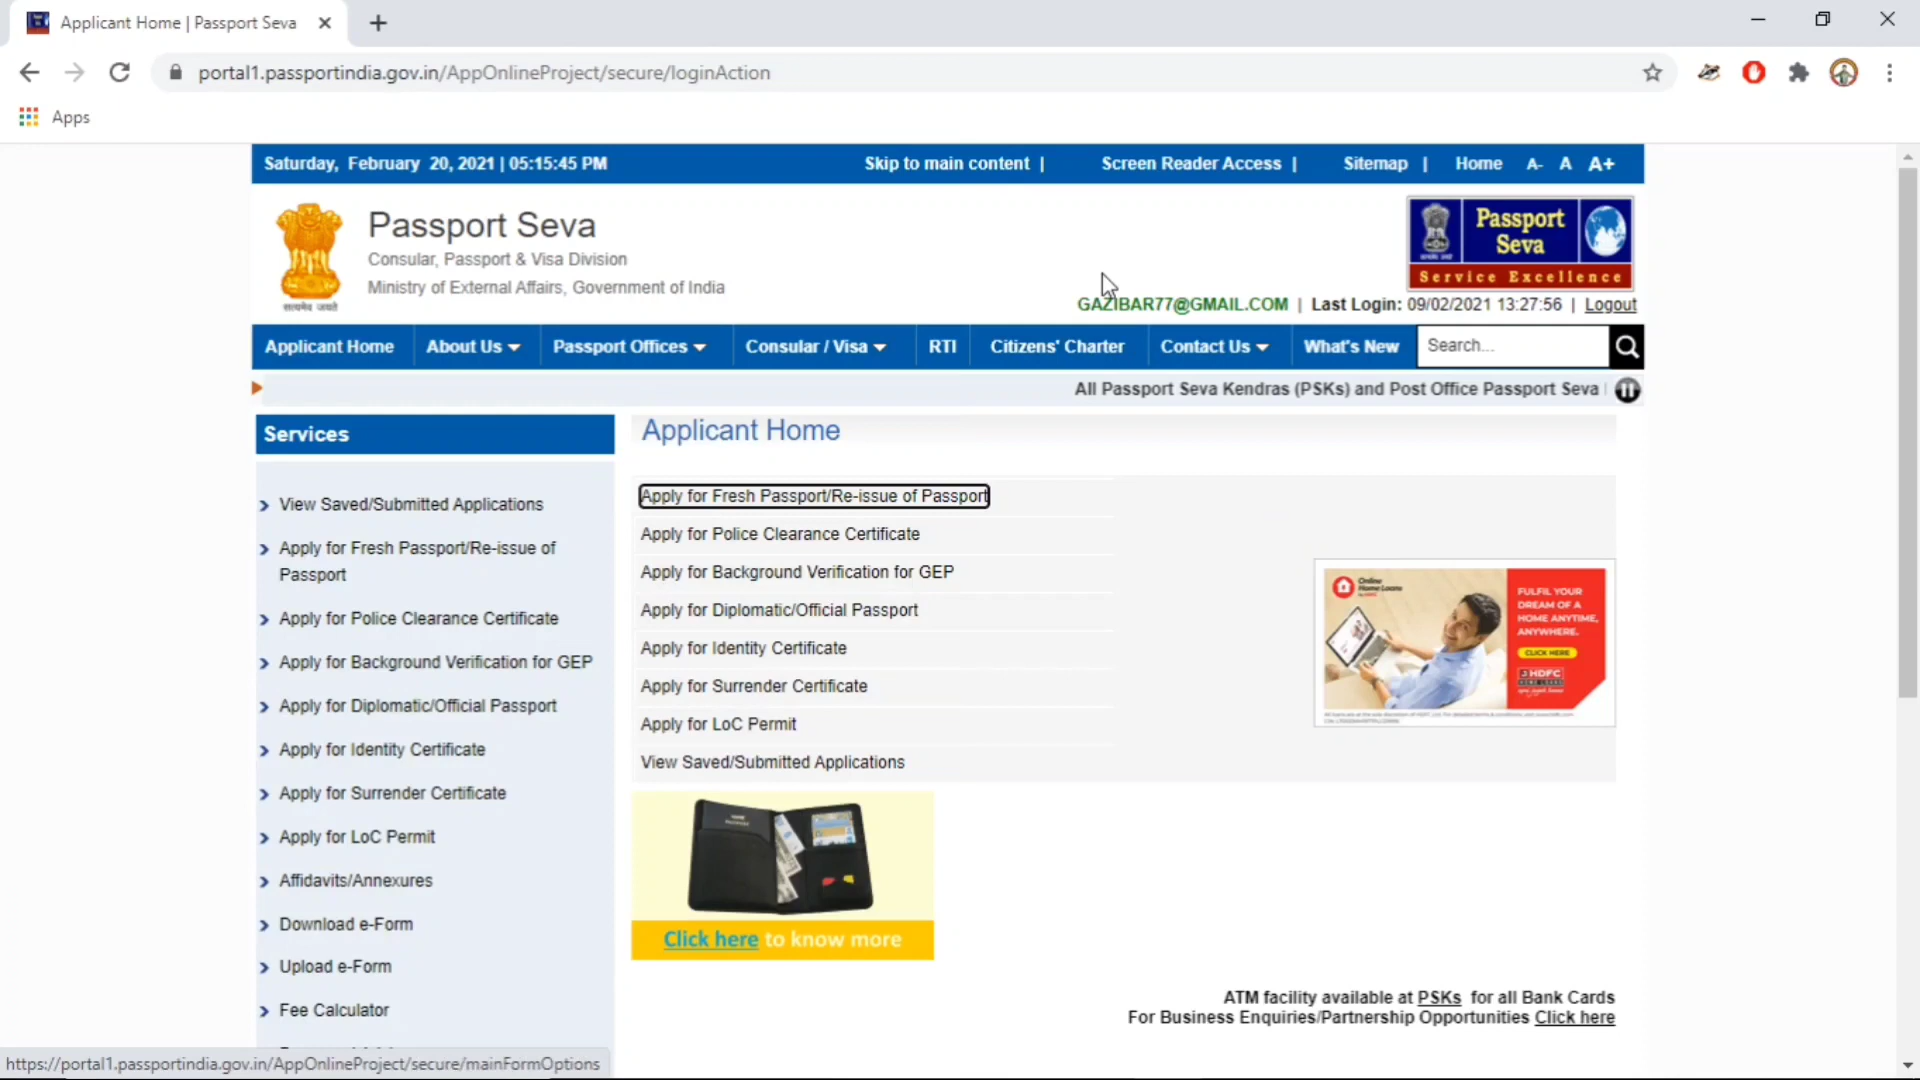 Applicant Home | Passport Seva
portal1.passportindia.gov.in/AppOnlineProject/secure/loginAction
Apps
Saturday, February 20, 2021 | 05:15:45 PM
Skip to main content |
Screen Reader Access |
Sitemap |
Home
A-
A
A+
Passport Seva
Consular, Passport & Visa Division
Ministry of External Affairs, Government of India
सत्यमेव जयते
Passport
Seva
Service Excellence
GAZIBAR77@GMAIL.COM | Last Login: 09/02/2021 13:27:56 | Logout
Applicant Home
About Us
Passport Offices
Consular / Visa
RTI
Citizens' Charter
Contact Us
What's New
Search...
All Passport Seva Kendras (PSKs) and Post Office Passport Seva
Services
View Saved/Submitted Applications
Apply for Fresh Passport/Re-issue of
Passport
Apply for Police Clearance Certificate
Apply for Background Verification for GEP
Apply for Diplomatic/Official Passport
Apply for Identity Certificate
Apply for Surrender Certificate
Apply for LoC Permit
Affidavits/Annexures
Download e-Form
Upload e-Form
Fee Calculator
Applicant Home
Apply for Fresh Passport/Re-issue of Passport
Apply for Police Clearance Certificate
Apply for Background Verification for GEP
Apply for Diplomatic/Official Passport
Apply for Identity Certificate
Apply for Surrender Certificate
Apply for LoC Permit
View Saved/Submitted Applications
Online
Home Loans
FULFIL YOUR
DREAM OF A
HOME ANYTIME,
ANYWHERE.
CLICK HERE
HDFC
HOME LOANS
Click here to know more
ATM facility available at PSKs for all Bank Cards
For Business Enquiries/Partnership Opportunities Click here
https://portal1.passportindia.gov.in/AppOnlineProject/secure/mainFormOptions